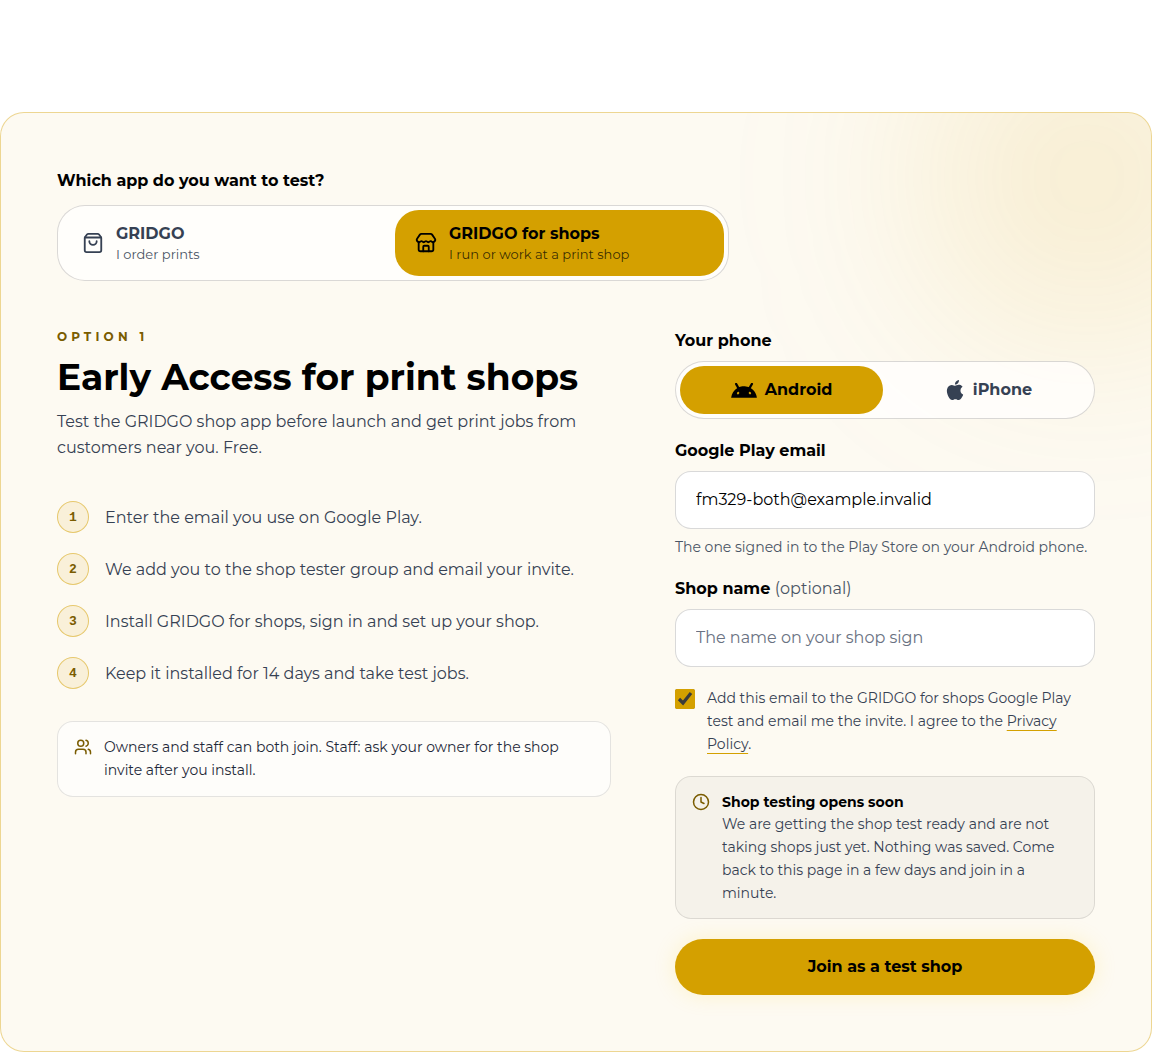 Which app do you want to test?
GRIDGO
I order prints
GRIDGO for shops
I run or work at a print shop
OPTION 1
Early Access for print shops
Test the GRIDGO shop app before launch and get print jobs from
customers near you. Free.
1 Enter the email you use on Google Play.
2 We add you to the shop tester group and email your invite.
3 Install GRIDGO for shops, sign in and set up your shop.
4 Keep it installed for 14 days and take test jobs.
Owners and staff can both join. Staff: ask your owner for the shop
invite after you install.
Your phone
Android
iPhone
Google Play email
fm329-both@example.invalid
The one signed in to the Play Store on your Android phone.
Shop name (optional)
The name on your shop sign
Add this email to the GRIDGO for shops Google Play
test and email me the invite. I agree to the Privacy
Policy.
Shop testing opens soon
We are getting the shop test ready and are not
taking shops just yet. Nothing was saved. Come
back to this page in a few days and join in a
minute.
Join as a test shop